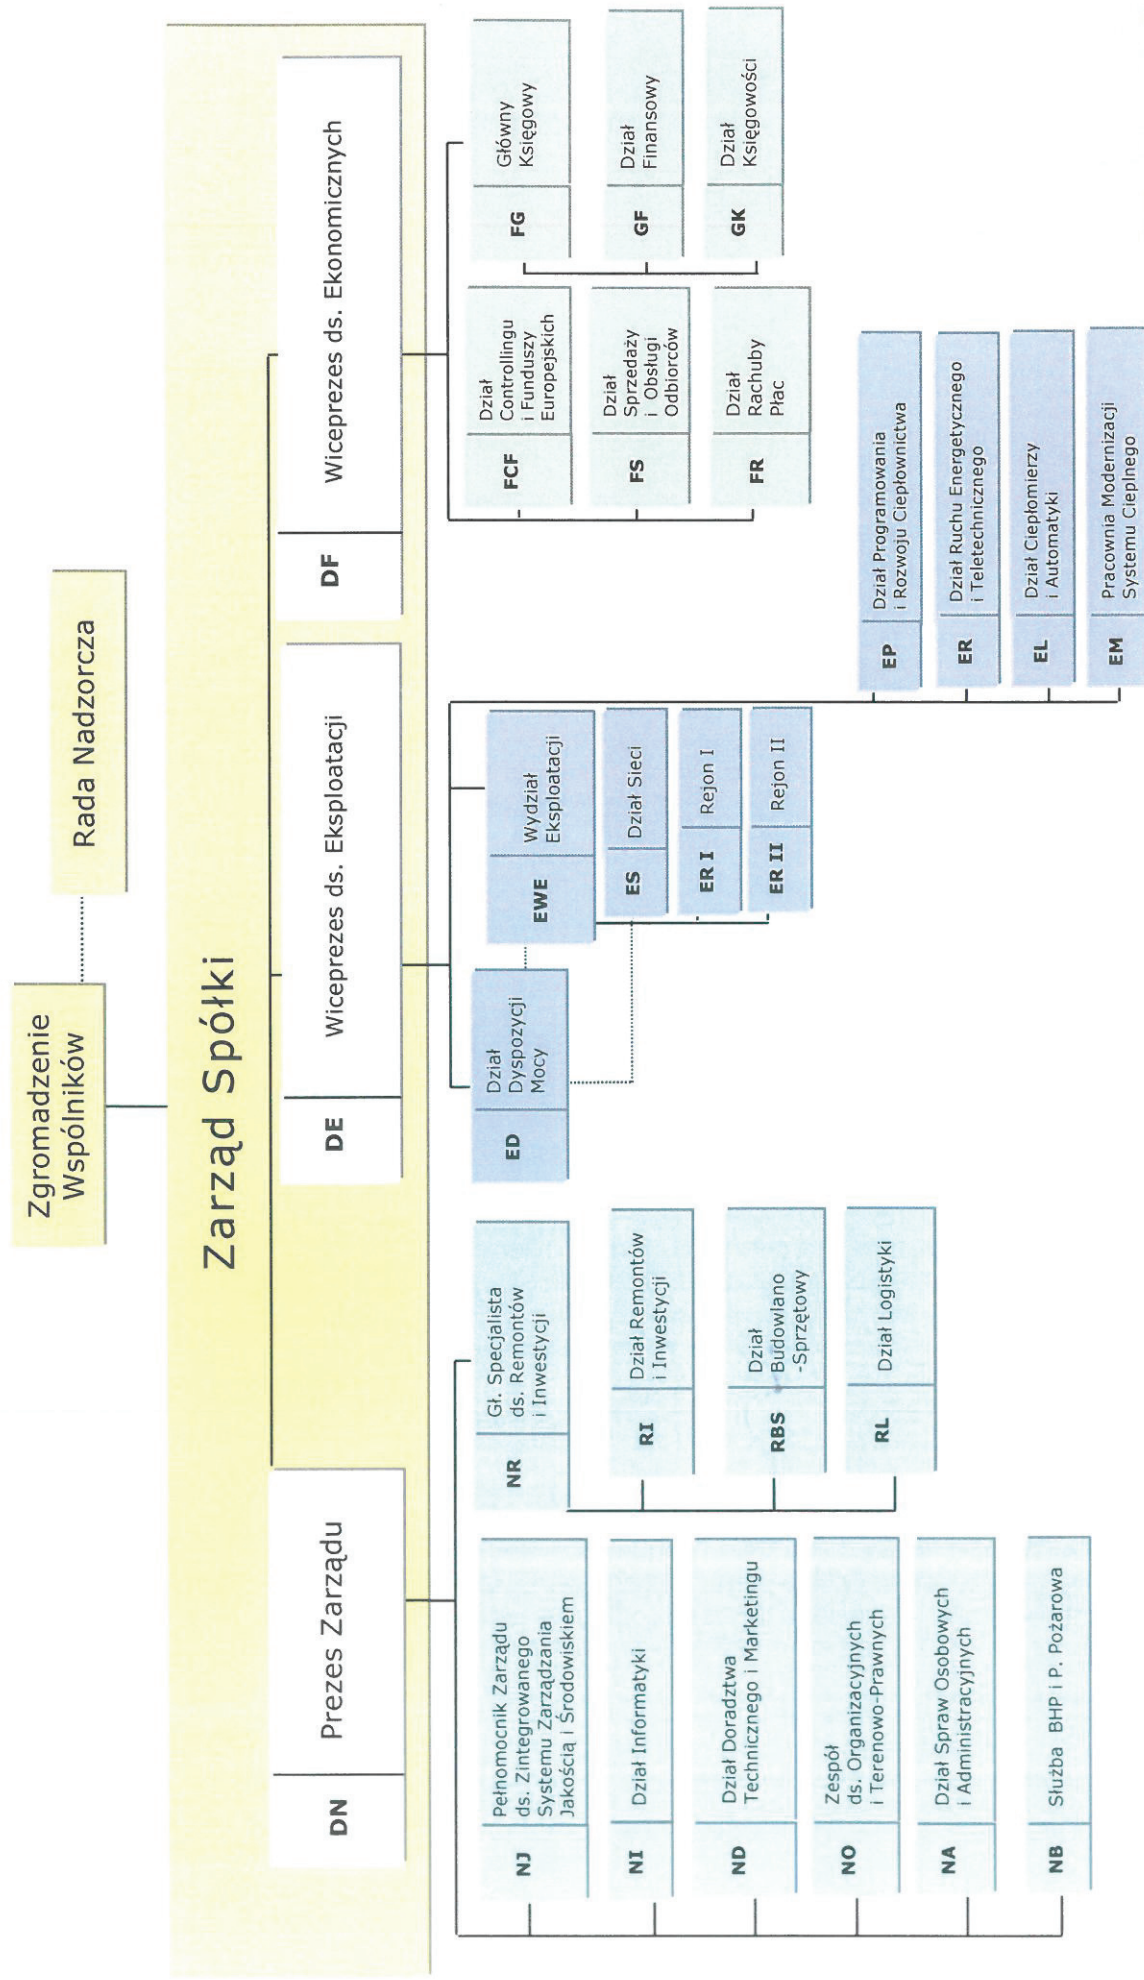 Zgromadzenie
Wspólników
Rada Nadzorcza
Zarząd Spółki
DN
Prezes Zarządu
DE
Wiceprezes ds. Eksploatacji
DF
Wiceprezes ds. Ekonomicznych
NJ
Pełnomocnik Zarządu
ds. Zintegrowanego
Systemu Zarządzania
Jakością i Środowiskiem
NI
Dział Informatyki
ND
Dział Doradztwa
Technicznego i Marketingu
NO
Zespół
ds. Organizacyjnych
i Terenowo-Prawnych
NA
Dział Spraw Osobowych
i Administracyjnych
NB
Służba BHP i P. Pożarowa
NR
Gł. Specjalista
ds. Remontów
i Inwestycji
RI
Dział Remontów
i Inwestycji
RBS
Dział
Budowlano
-Sprzętowy
RL
Dział Logistyki
ED
Dział
Dyspozycji
Mocy
EWE
Wydział
Eksploatacji
ES
Dział Sieci
ER I
Rejon I
ER II
Rejon II
EP
Dział Programowania
i Rozwoju Ciepłownictwa
ER
Dział Ruchu Energetycznego
i Teletechnicznego
EL
Dział Ciepłomierzy
i Automatyki
EM
Pracownia Modernizacji
Systemu Cieplnego
FCF
Dział
Controllingu
i Funduszy
Europejskich
FS
Dział
Sprzedaży
i Obsługi
Odbiorców
FR
Dział
Rachuby
Płac
FG
Główny
Księgowy
GF
Dział
Finansowy
GK
Dział
Księgowości